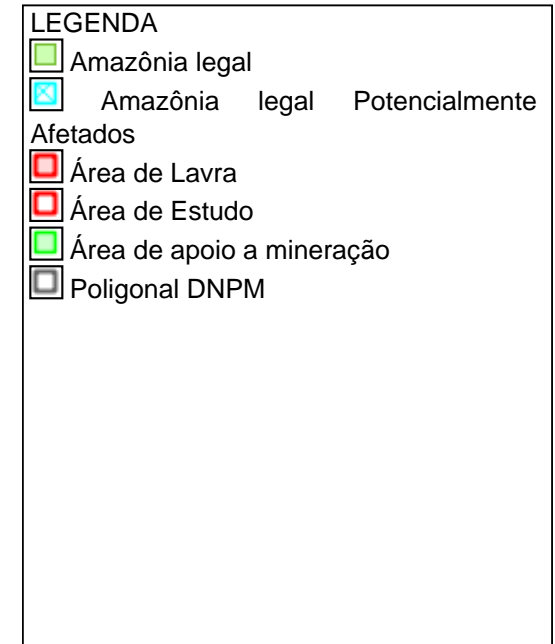 LEGENDA
Amazônia legal
Amazônia legal Potencialmente
Afetados
Área de Lavra
Área de Estudo
Área de apoio a mineração
Poligonal DNPM